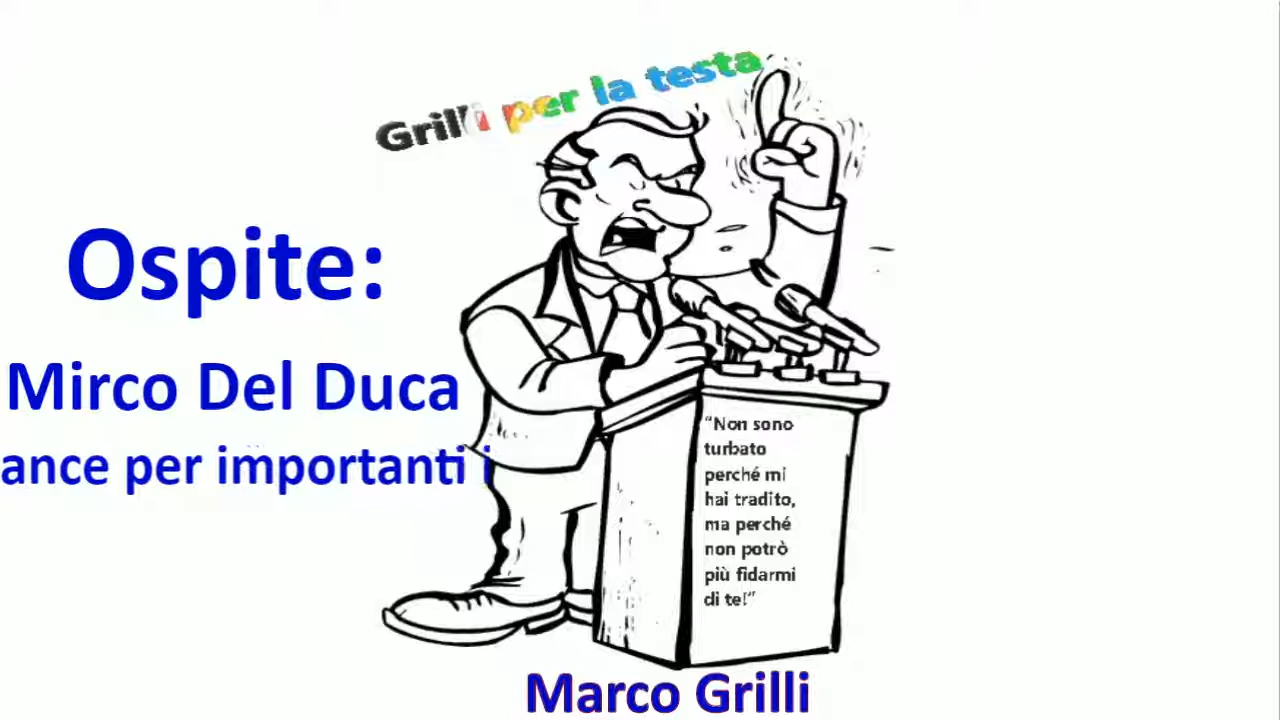 Grilli per la testa
Ospite:
Mirco Del Duca
ance per importanti i
“Non sono
turbato
perché mi
hai tradito,
ma perché
non potrò
più fidarmi
di te!”
Marco Grilli